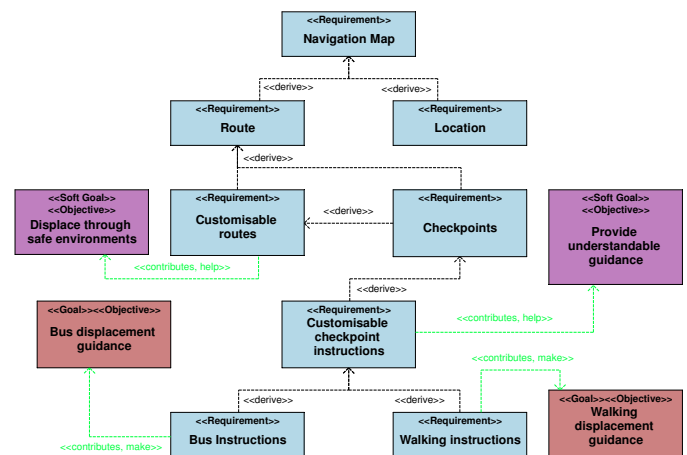 <<Requirement>>
Navigation Map
<<derive>>
<<derive>>
<<Requirement>>
Route
<<Requirement>>
Location
<<derive>>
<<Soft Goal>>
<<Objective>>
Displace through
safe environments
<<Requirement>>
Customisable
routes
<<derive>>
<<Requirement>>
Checkpoints
<<Soft Goal>>
<<Objective>>
Provide
understandable
guidance
<<contributes, help>>
<<derive>>
<<Goal>><<Objective>>
Bus displacement
guidance
<<Requirement>>
Customisable
checkpoint
instructions
<<contributes, help>>
<<contributes, make>>
<<derive>>
<<derive>>
<<Goal>><<Objective>>
Walking
displacement
guidance
<<Requirement>>
Bus Instructions
<<Requirement>>
Walking instructions
<<contributes, make>>